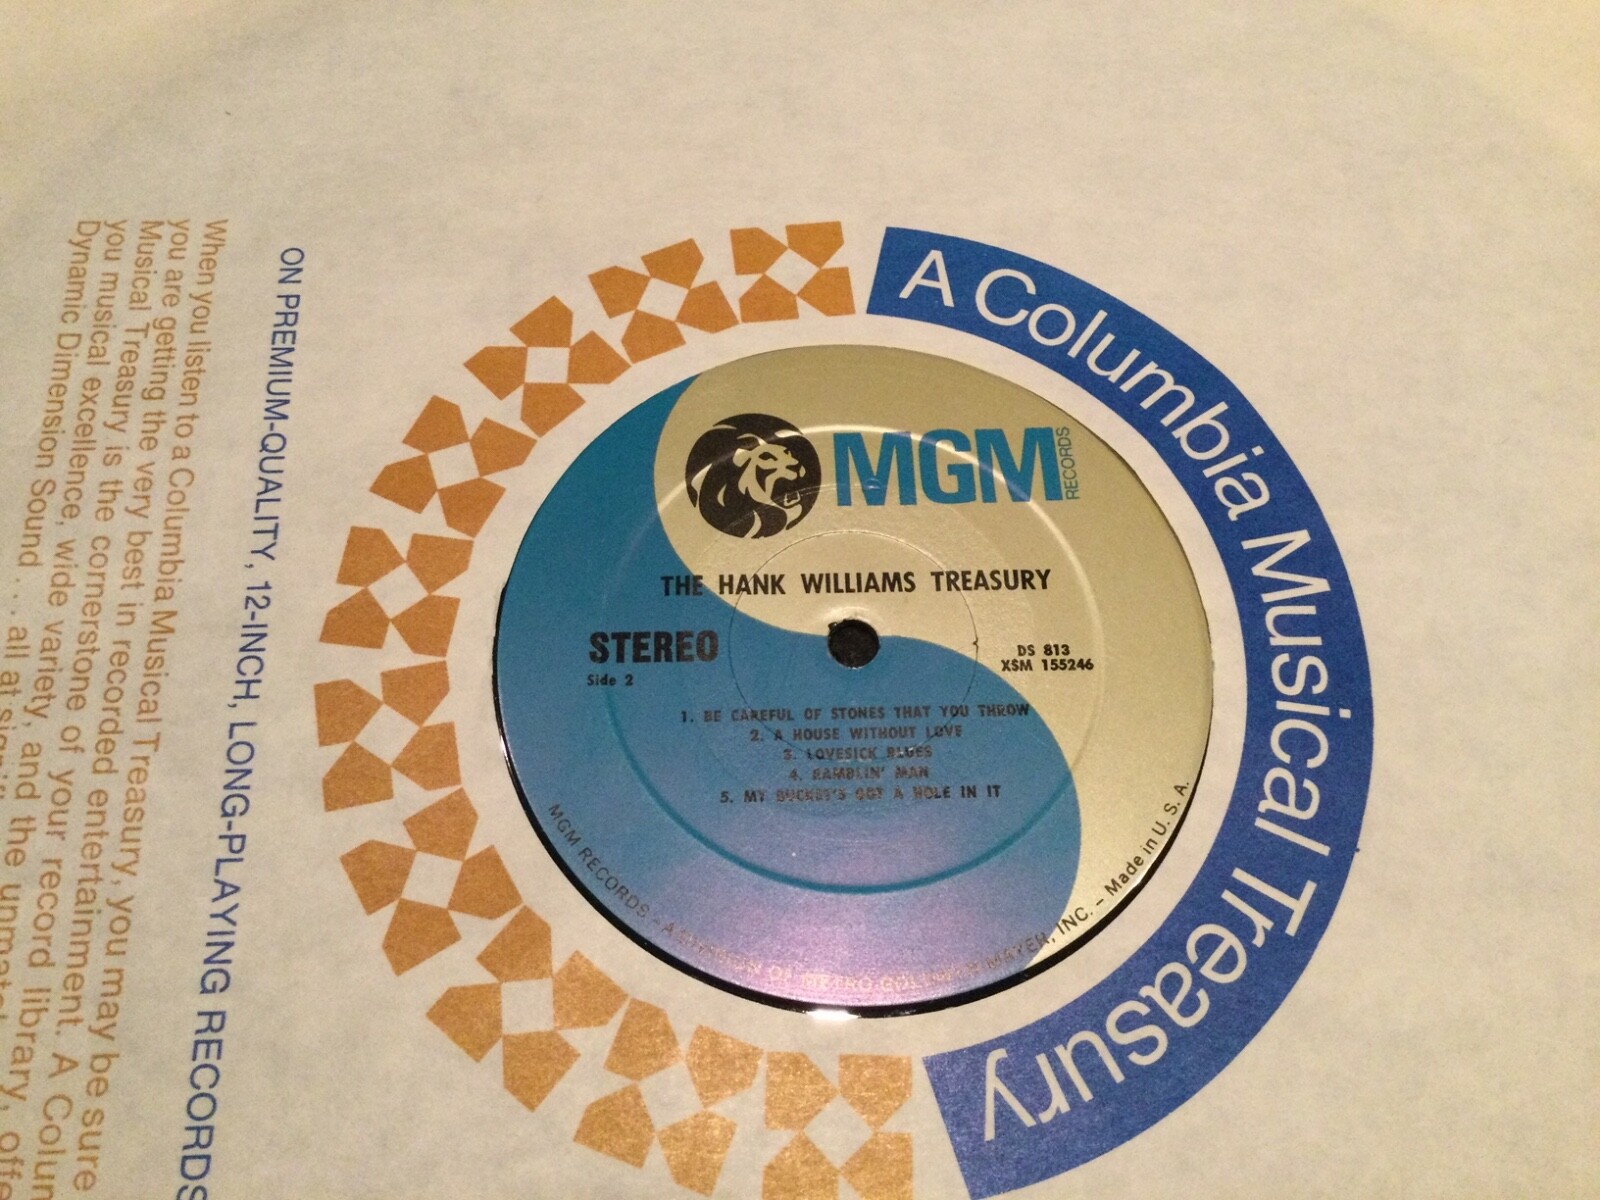 A Columbia Musical Treasury
MGM
RECORDS
THE HANK WILLIAMS TREASURY
STEREO
Side 2
DS 813
XSM 155246
1. BE CAREFUL OF STONES THAT YOU THROW
2. A HOUSE WITHOUT LOVE
3. LOVESICK BLUES
4. RAMBLIN' MAN
5. MY BUCKET'S GOT A HOLE IN IT
MGM RECORDS – A DIVISION OF METRO-GOLDWYN-MAYER, INC. – Made in U. S. A.
ON PREMIUM-QUALITY, 12-INCH, LONG-PLAYING RECORDS
When you listen to a Columbia Musical Treasury, you may be sure
you are getting the very best in recorded entertainment. A Colum
Musical Treasury is the cornerstone of your record library, offe
you musical excellence, wide variety, and the
Dynamic Dimension Sound . . . all at